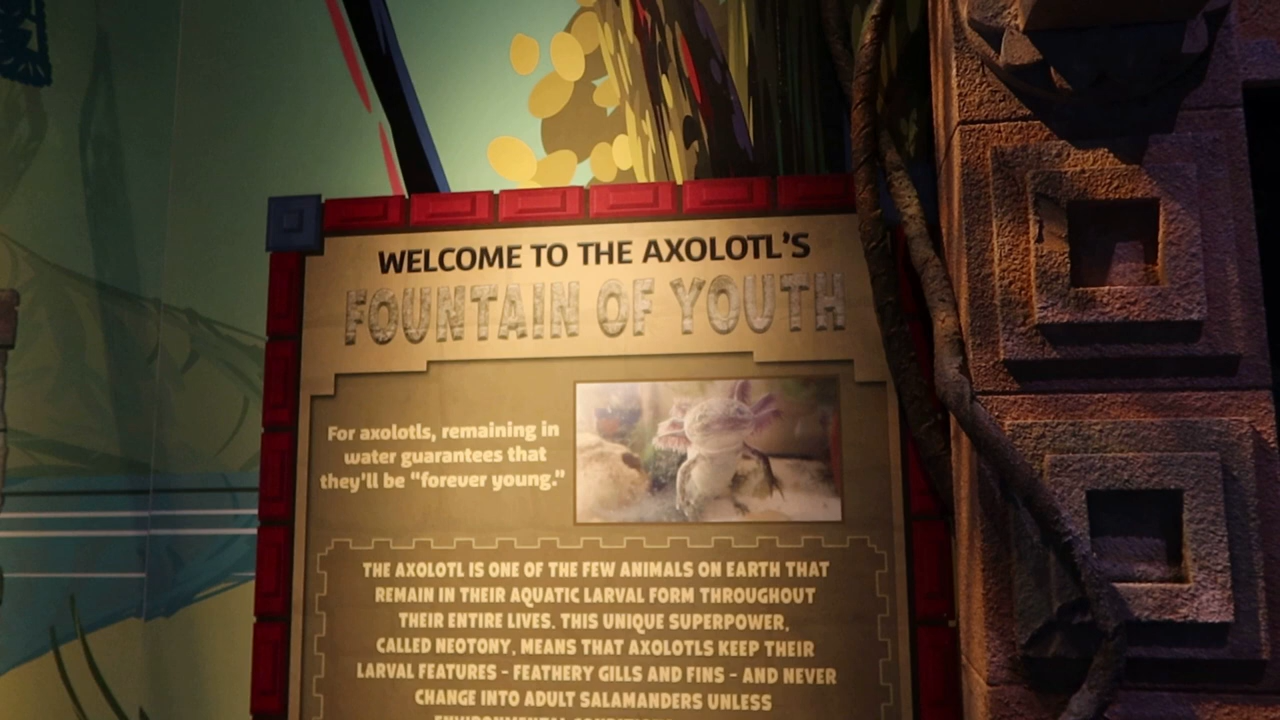 WELCOME TO THE AXOLOTL'S
FOUNTAIN OF YOUTH
For axolotls, remaining in
water guarantees that
they'll be "forever young."
THE AXOLOTL IS ONE OF THE FEW ANIMALS ON EARTH THAT
REMAIN IN THEIR AQUATIC LARVAL FORM THROUGHOUT
THEIR ENTIRE LIVES. THIS UNIQUE SUPERPOWER,
CALLED NEOTONY, MEANS THAT AXOLOTLS KEEP THEIR
LARVAL FEATURES - FEATHERY GILLS AND FINS - AND NEVER
CHANGE INTO ADULT SALAMANDERS UNLESS